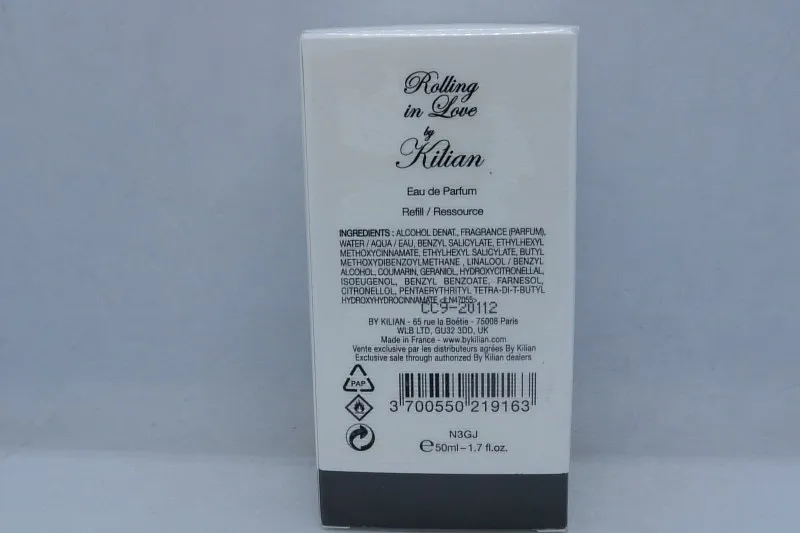 Rolling
in Love
by
Kilian
Eau de Parfum
Refill / Ressource
INGREDIENTS : ALCOHOL DENAT., FRAGRANCE (PARFUM),
WATER / AQUA / EAU, BENZYL SALICYLATE, ETHYLHEXYL
METHOXYCINNAMATE, ETHYLHEXYL SALICYLATE, BUTYL
METHOXYDIBENZOYLMETHANE , LINALOOL / BENZYL
ALCOHOL, COUMARIN, GERANIOL, HYDROXYCITRONELLAL,
ISOEUGENOL, BENZYL BENZOATE, FARNESOL,
CITRONELLOL, PENTAERYTHRITYL TETRA-DI-T-BUTYL
HYDROXYHYDROCINNAMATE <ILN47055>
CC9-20112
BY KILIAN - 65 rue la Boétie - 75008 Paris
WLB LTD, GU32 3DD, UK
Made in France - www.bykilian.com
Vente exclusive par les distributeurs agrées By Kilian
Exclusive sale through authorized By Kilian dealers
PAP
3 700550 219163
N3GJ
℮50ml – 1.7 fl.oz.